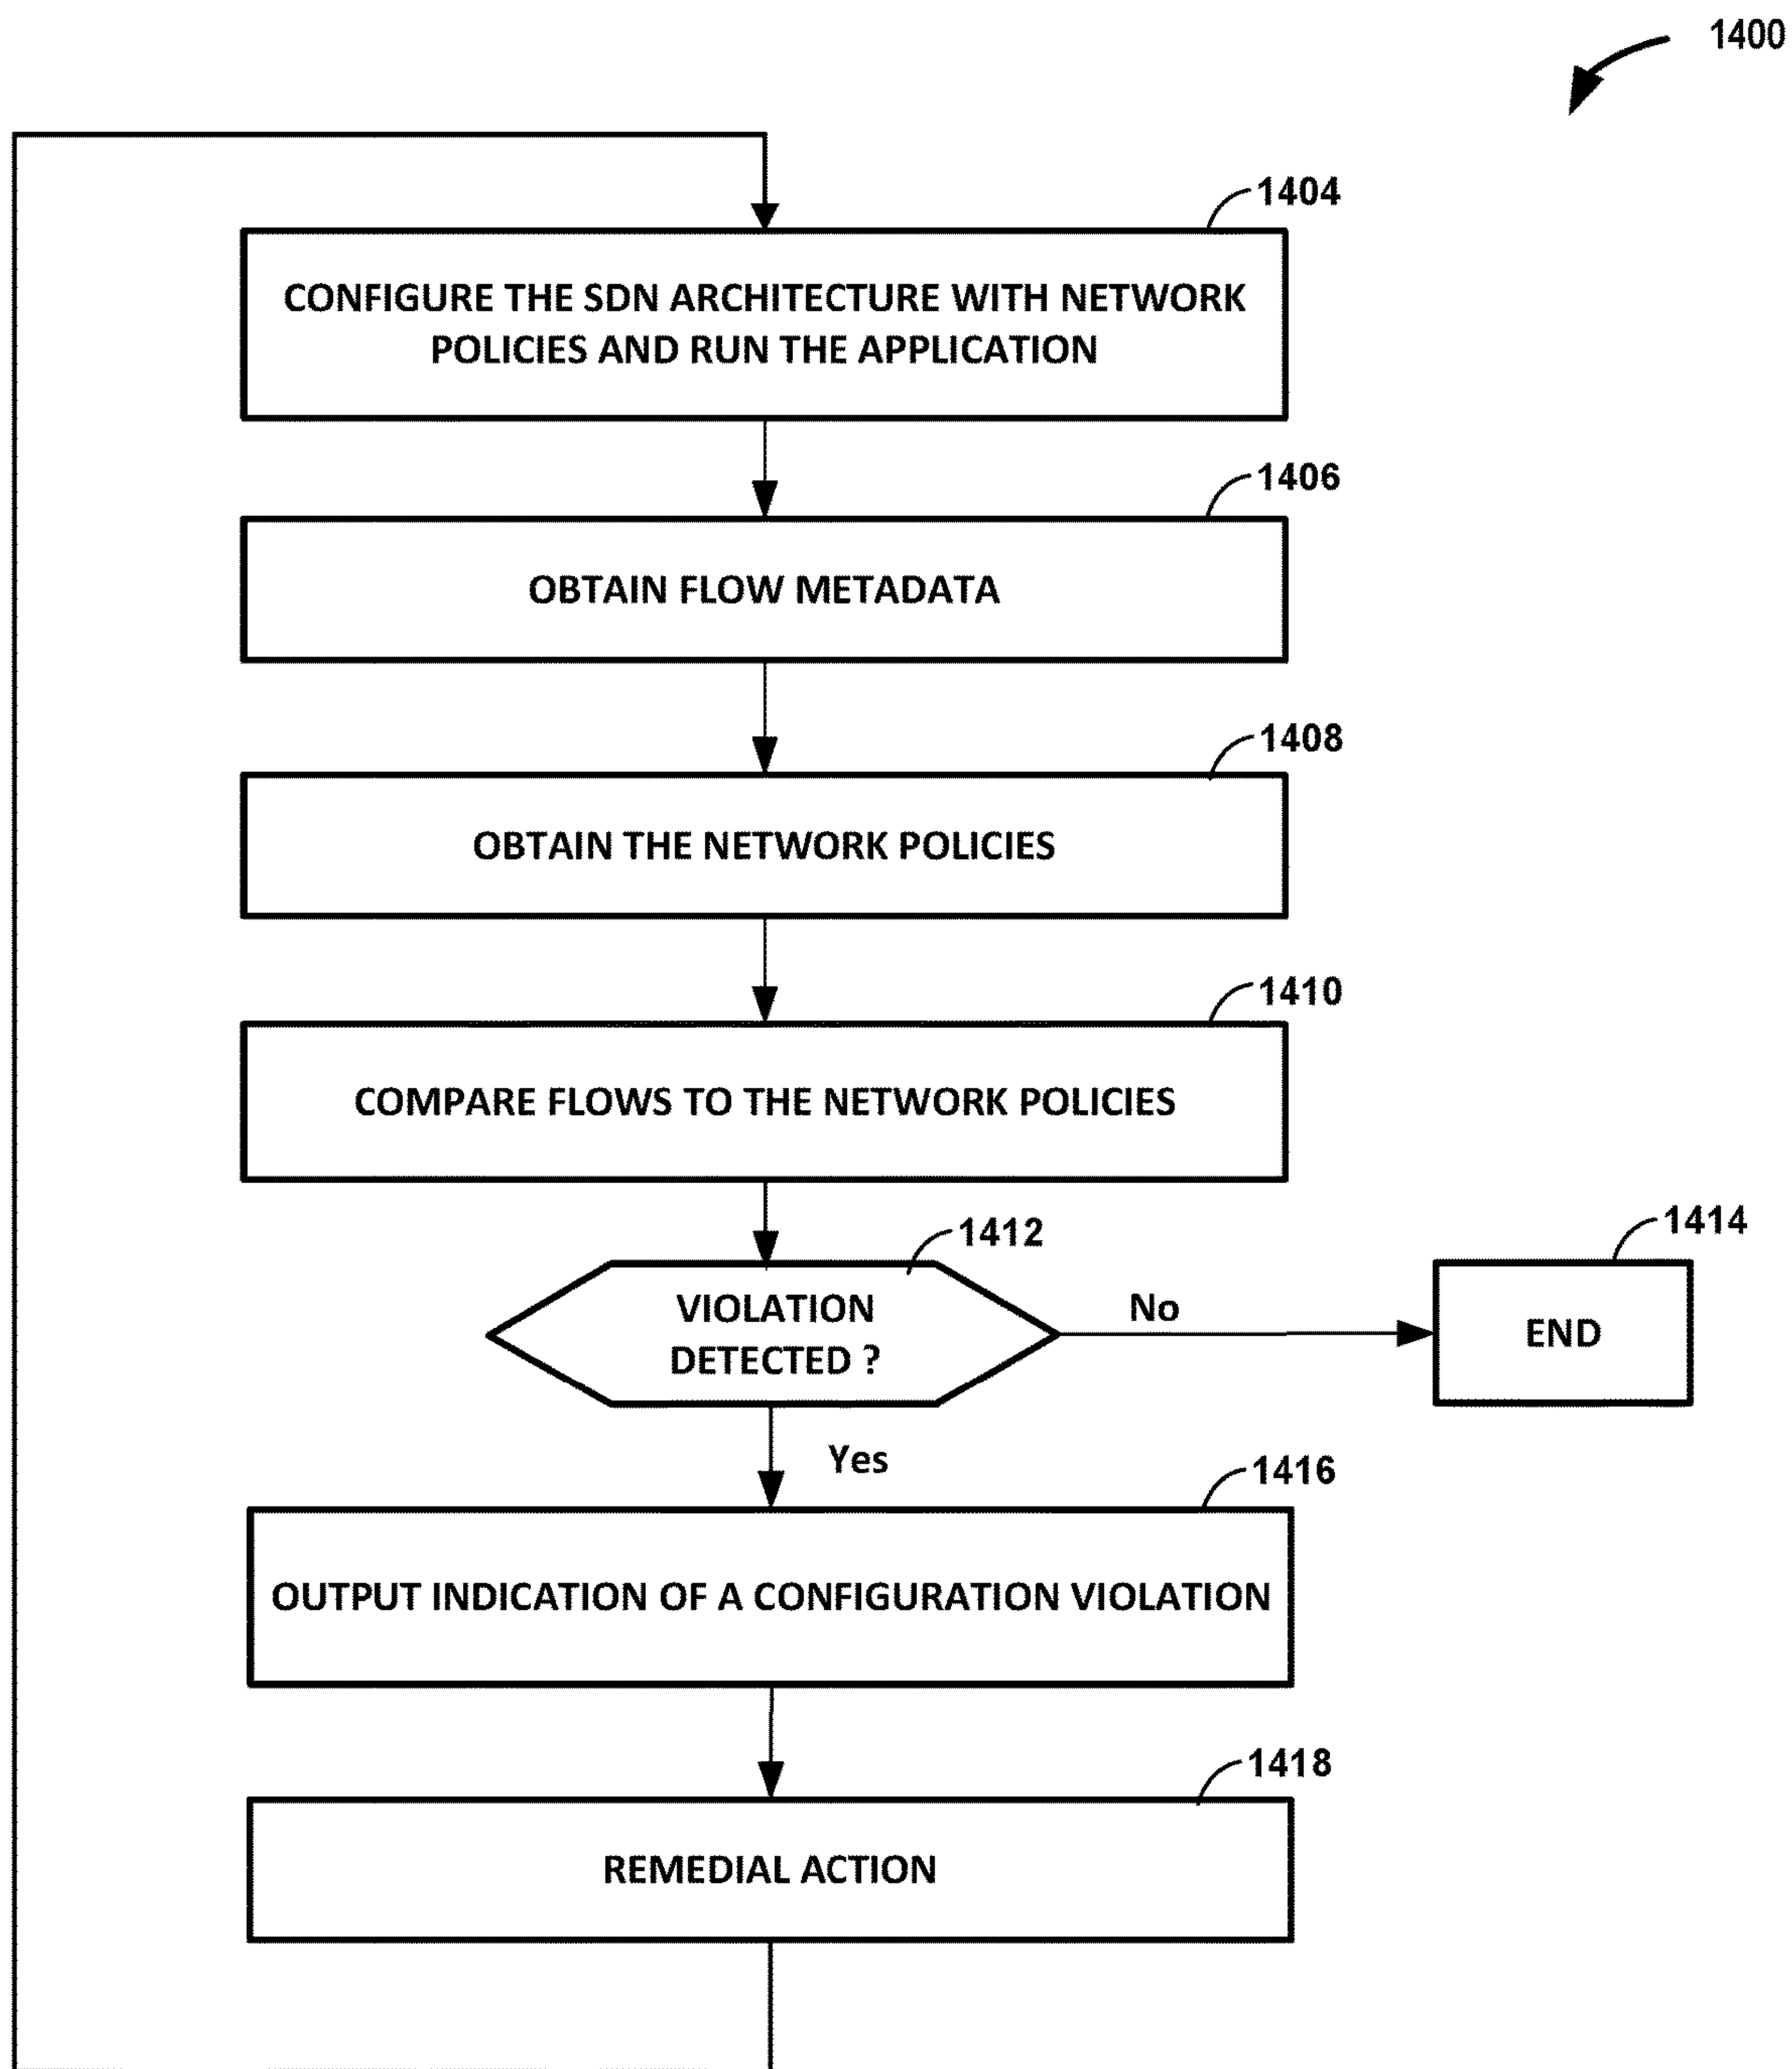 1400
1404
CONFIGURE THE SDN ARCHITECTURE WITH NETWORK
POLICIES AND RUN THE APPLICATION
1406
OBTAIN FLOW METADATA
1408
OBTAIN THE NETWORK POLICIES
1410
COMPARE FLOWS TO THE NETWORK POLICIES
1412
VIOLATION
DETECTED ?
No
1414
END
Yes
1416
OUTPUT INDICATION OF A CONFIGURATION VIOLATION
1418
REMEDIAL ACTION